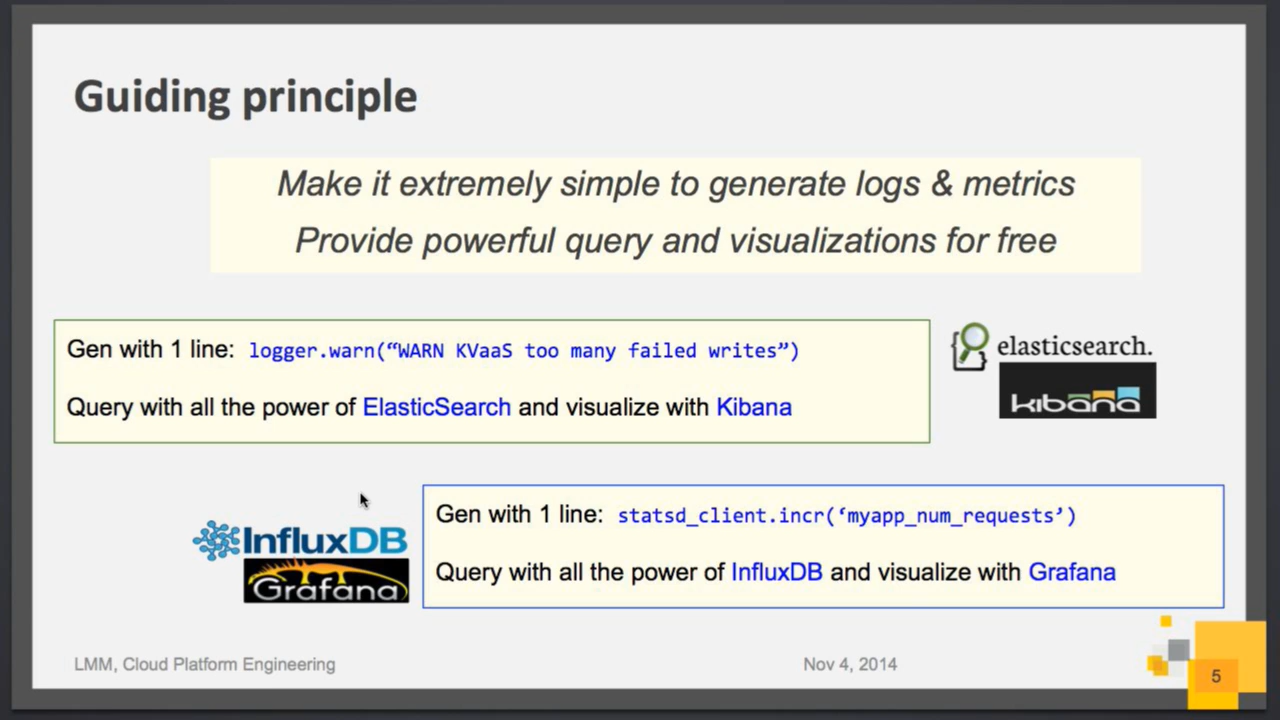 Guiding principle
Make it extremely simple to generate logs & metrics
Provide powerful query and visualizations for free
Gen with 1 line: logger.warn(“WARN KVaaS too many failed writes”)
Query with all the power of ElasticSearch and visualize with Kibana
elasticsearch.
kibana
InfluxDB
Grafana
Gen with 1 line: statsd_client.incr(‘myapp_num_requests’)
Query with all the power of InfluxDB and visualize with Grafana
LMM, Cloud Platform Engineering
Nov 4, 2014
5